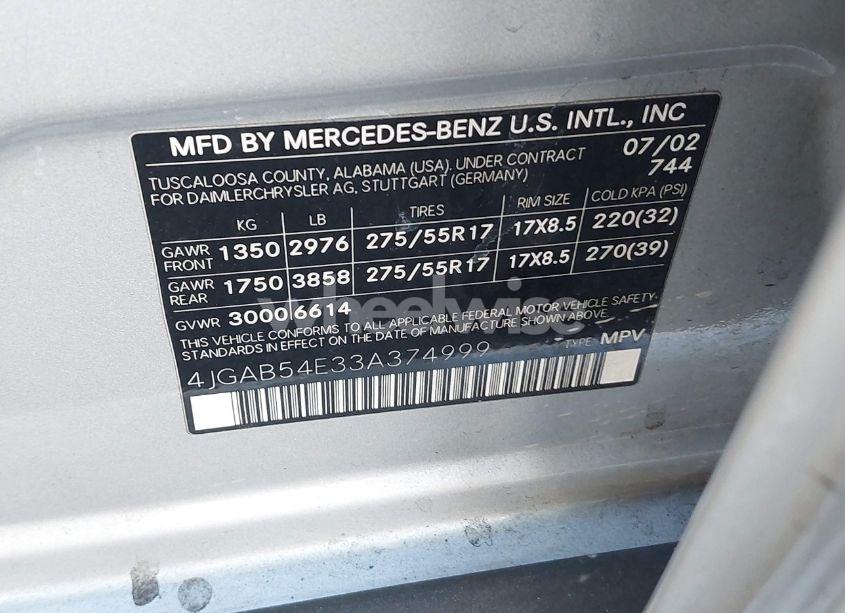 MFD BY MERCEDES-BENZ U.S. INTL., INC
07/02
TUSCALOOSA COUNTY, ALABAMA (USA). UNDER CONTRACT
744
FOR DAIMLERCHRYSLER AG, STUTTGART (GERMANY)
KG LB TIRES RIM SIZE COLD KPA (PSI)
GAWR FRONT 1350 2976 275/55R17 17X8.5 220(32)
GAWR REAR 1750 3858 275/55R17 17X8.5 270(39)
GVWR 3000 6614
wheelwise
THIS VEHICLE CONFORMS TO ALL APPLICABLE FEDERAL MOTOR VEHICLE SAFETY
STANDARDS IN EFFECT ON THE DATE OF MANUFACTURE SHOWN ABOVE.
4JGAB54E33A374999 TYPE MPV